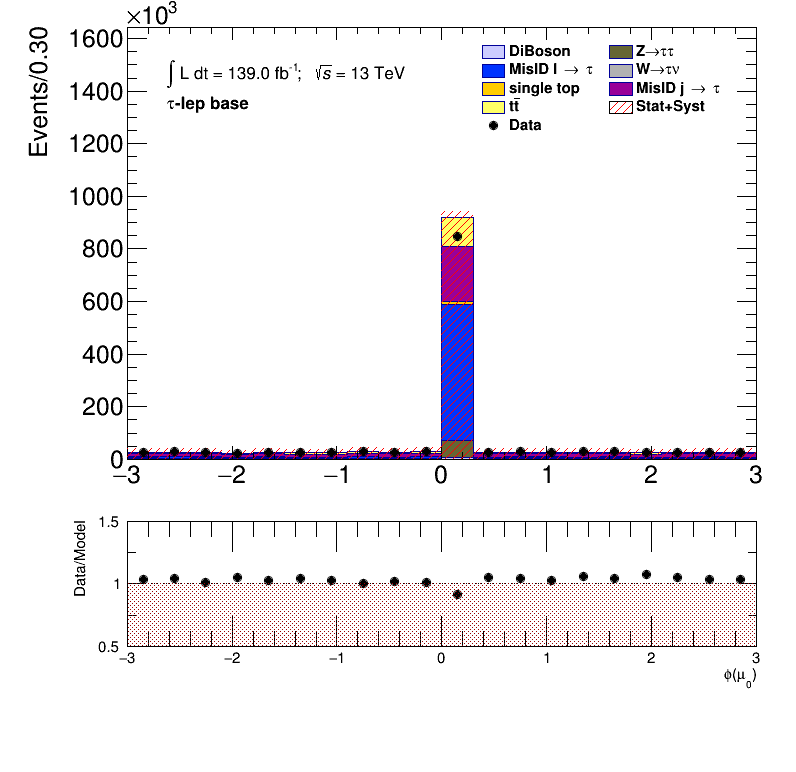 ×10³
Events/0.30
1600
1400
1200
1000
800
600
400
200
0
∫ L dt = 139.0 fb⁻¹; √s = 13 TeV
τ-lep base
DiBoson
MisID l → τ
single top
tt̄
Data
Z→ττ
W→τν
MisID j → τ
Stat+Syst
−3 −2 −1 0 1 2 3
Data/Model
1.5
1
0.5
−3 −2 −1 0 1 2 3
ϕ(μ₀)